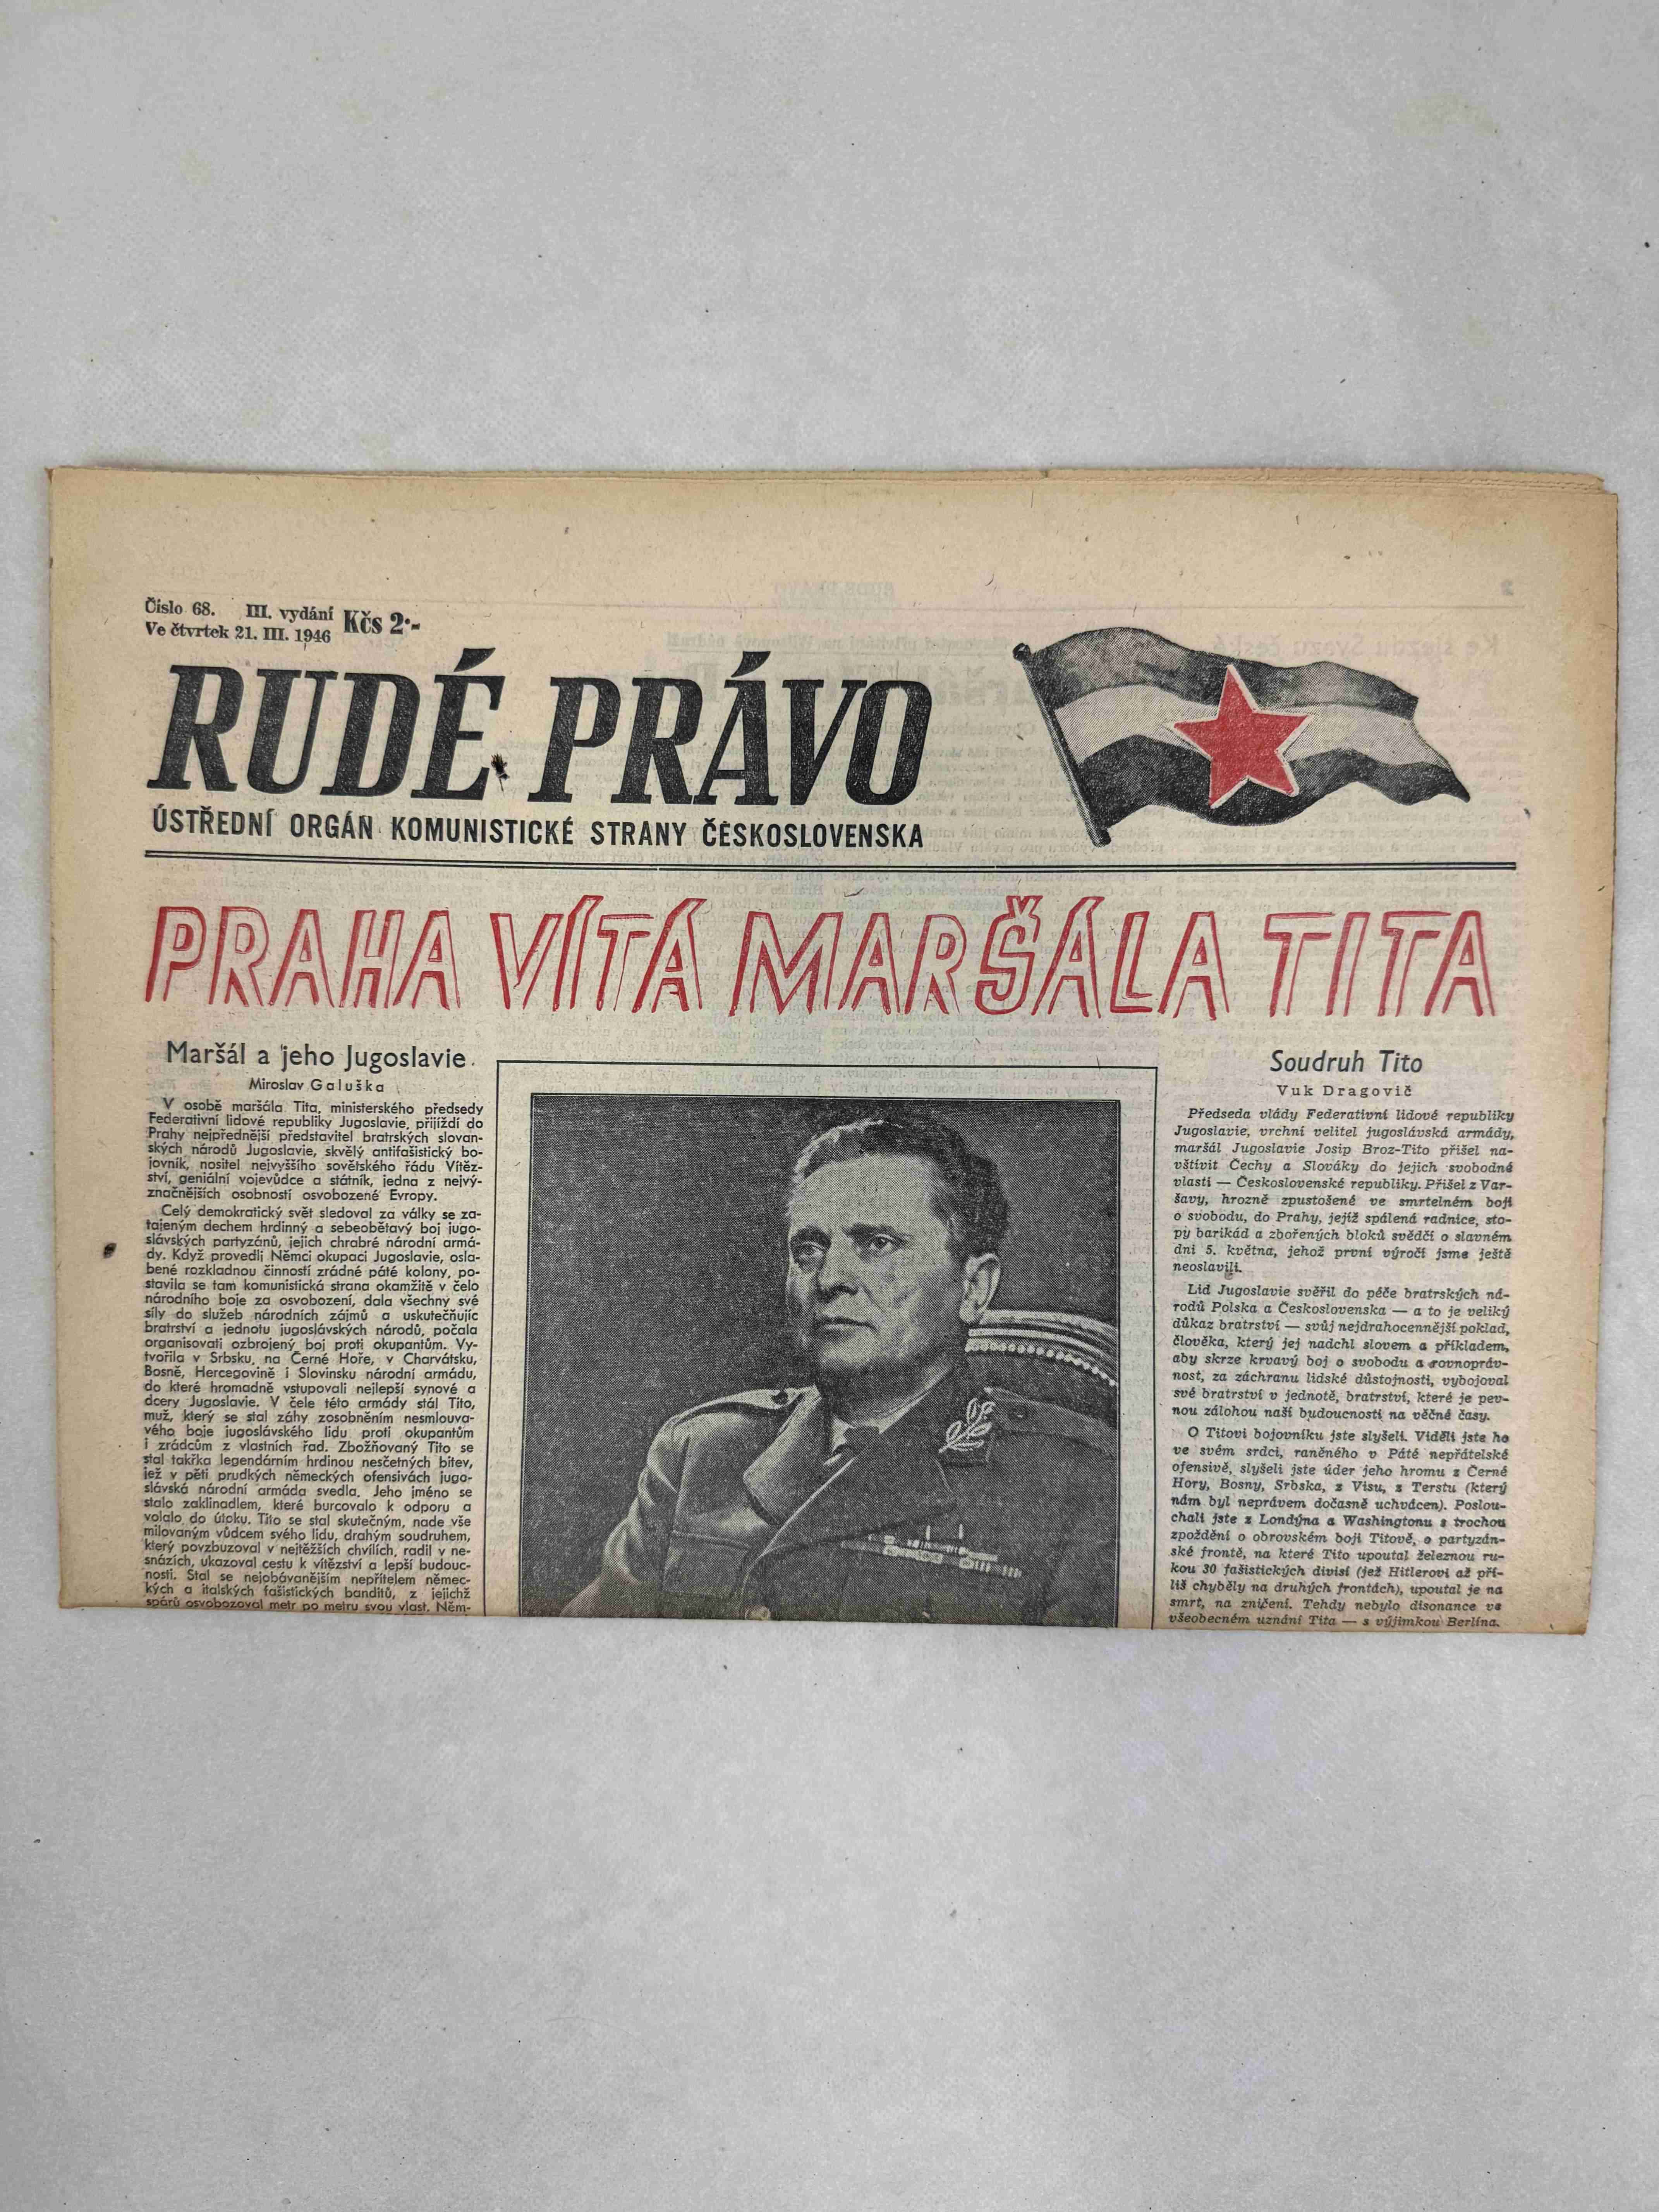 Číslo 68. III. vydání
Ve čtvrtek 21. III. 1946
Kčs 2·-
RUDÉ PRÁVO
ÚSTŘEDNÍ ORGÁN KOMUNISTICKÉ STRANY ČESKOSLOVENSKA
PRAHA VÍTÁ MARŠÁLA TITA
Maršál a jeho Jugoslavie
Miroslav Galuška
V osobě maršála Tita, ministerského předsedy
Federativní lidové republiky Jugoslavie, přijíždí do
Prahy nejpřednější představitel bratrských slovan-
ských národů Jugoslavie, skvělý antifašistický bo-
jovník, nositel nejvyššího sovětského řádu Vítěz-
ství, geniální vojevůdce a státník, jedna z nejvý-
značnějších osobností osvobozené Evropy.
Celý demokratický svět sledoval za války se za-
tajeným dechem hrdinný a sebeobětavý boj jugo-
slávských partyzánů, jejich chrabré národní armá-
dy. Když provedli Němci okupaci Jugoslavie, osla-
bené rozkladnou činností zrádné páté kolony, po-
stavila se tam komunistická strana okamžitě v čelo
národního boje za osvobození, dala všechny své
síly do služeb národních zájmů a uskutečňujíc
bratrství a jednotu jugoslávských národů, počala
organisovati ozbrojený boj proti okupantům. Vy-
tvořila v Srbsku, na Černé Hoře, v Charvátsku,
Bosně, Hercegovině i Slovinsku národní armádu,
do které hromadně vstupovali nejlepší synové a
dcery Jugoslavie. V čele této armády stál Tito,
muž, který se stal záhy zosobněním nesmlouva-
vého boje jugoslávského lidu proti okupantům
i zrádcům z vlastních řad. Zbožňovaný Tito se
stal takřka legendárním hrdinou nesčetných bitev,
jež v pěti prudkých německých ofensivách jugo-
slávská národní armáda svedla. Jeho jméno se
stalo zaklinadlem, které burcovalo k odporu a
volalo do útoku. Tito se stal skutečným, nade vše
milovaným vůdcem svého lidu, drahým soudruhem,
který povzbuzoval v nejtěžších chvílích, radil v ne-
snázích, ukazoval cestu k vítězství a lepší budouc-
nosti. Stal se nejobávanějším nepřítelem němec-
kých a italských fašistických banditů, z jejichž
spárů osvobozoval metr po metru svou vlast. Něm-
Soudruh Tito
Vuk Dragovič
Předseda vlády Federativní lidové republiky
Jugoslavie, vrchní velitel jugoslávská armády,
maršál Jugoslavie Josip Broz-Tito přišel na-
vštívit Čechy a Slováky do jejich svobodné
vlasti — Československé republiky. Přišel z Var-
šavy, hrozně zpustošené ve smrtelném boji
o svobodu, do Prahy, jejíž spálená radnice, sto-
py barikád a zbořených bloků svědčí o slavném
dni 5. května, jehož první výročí jsme ještě
neoslavili.
Lid Jugoslavie svěřil do péče bratrských ná-
rodů Polska a Československa — a to je veliký
důkaz bratrství — svůj nejdrahocennější poklad,
člověka, který jej nadchl slovem a příkladem,
aby skrze krvavý boj o svobodu a rovnopráv-
nost, za záchranu lidské důstojnosti, vybojoval
své bratrství v jednotě, bratrství, které je pev-
nou zálohou naší budoucnosti na věčné časy.
O Titovi bojovníku jste slyšeli. Viděli jste ho
ve svém srdci, raněného v Páté nepřátelské
ofensivě, slyšeli jste úder jeho hromu z Černé
Hory, Bosny, Srbska, z Visu, z Terstu (který
nám byl neprávem dočasně uchvácen). Poslou-
chali jste z Londýna a Washingtonu s trochou
zpoždění o obrovském boji Titově, o partyzán-
ské frontě, na které Tito upoutal železnou ru-
kou 30 fašistických divisí (jež Hitlerovi až pří-
liš chyběly na druhých frontách), upoutal je na
smrt, na zničení. Tehdy nebylo disonance ve
všeobecném uznání Tita — s výjimkou Berlína.